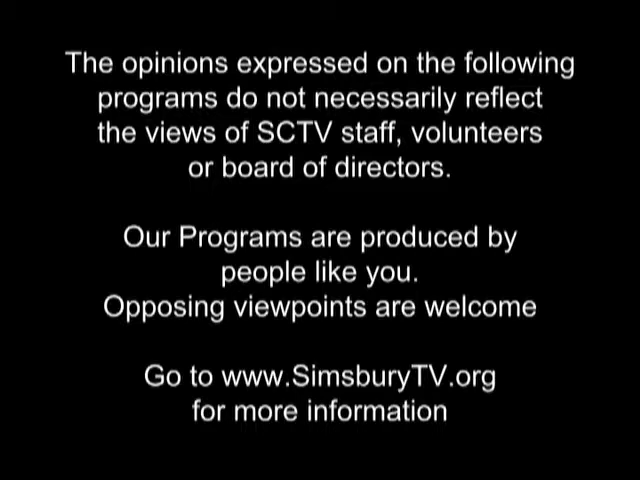 The opinions expressed on the following
programs do not necessarily reflect
the views of SCTV staff, volunteers
or board of directors.
Our Programs are produced by
people like you.
Opposing viewpoints are welcome
Go to www.SimsburyTV.org
for more information